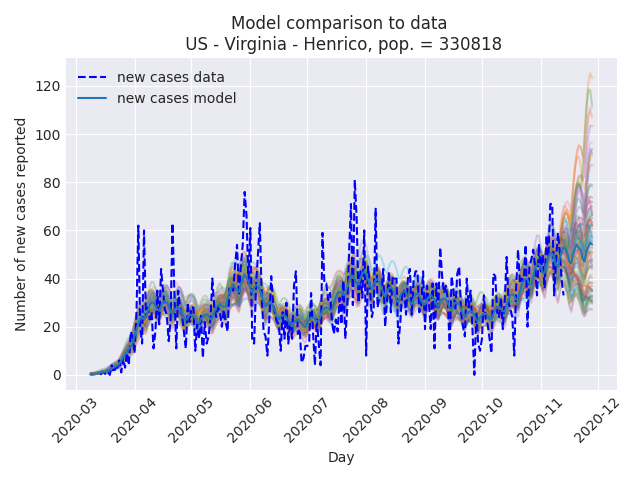 Model comparison to data
US - Virginia - Henrico, pop. = 330818
new cases data
new cases model
Number of new cases reported
120
100
80
60
40
20
0
2020-03
2020-04
2020-05
2020-06
2020-07
2020-08
2020-09
2020-10
2020-11
2020-12
Day